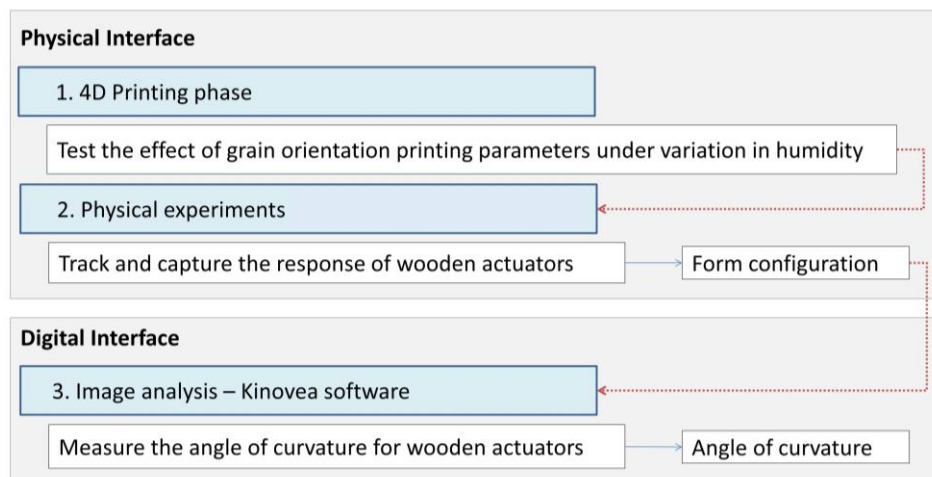 Physical Interface
1. 4D Printing phase
Test the effect of grain orientation printing parameters under variation in humidity
2. Physical experiments
Track and capture the response of wooden actuators
Form configuration
Digital Interface
3. Image analysis – Kinovea software
Measure the angle of curvature for wooden actuators
Angle of curvature